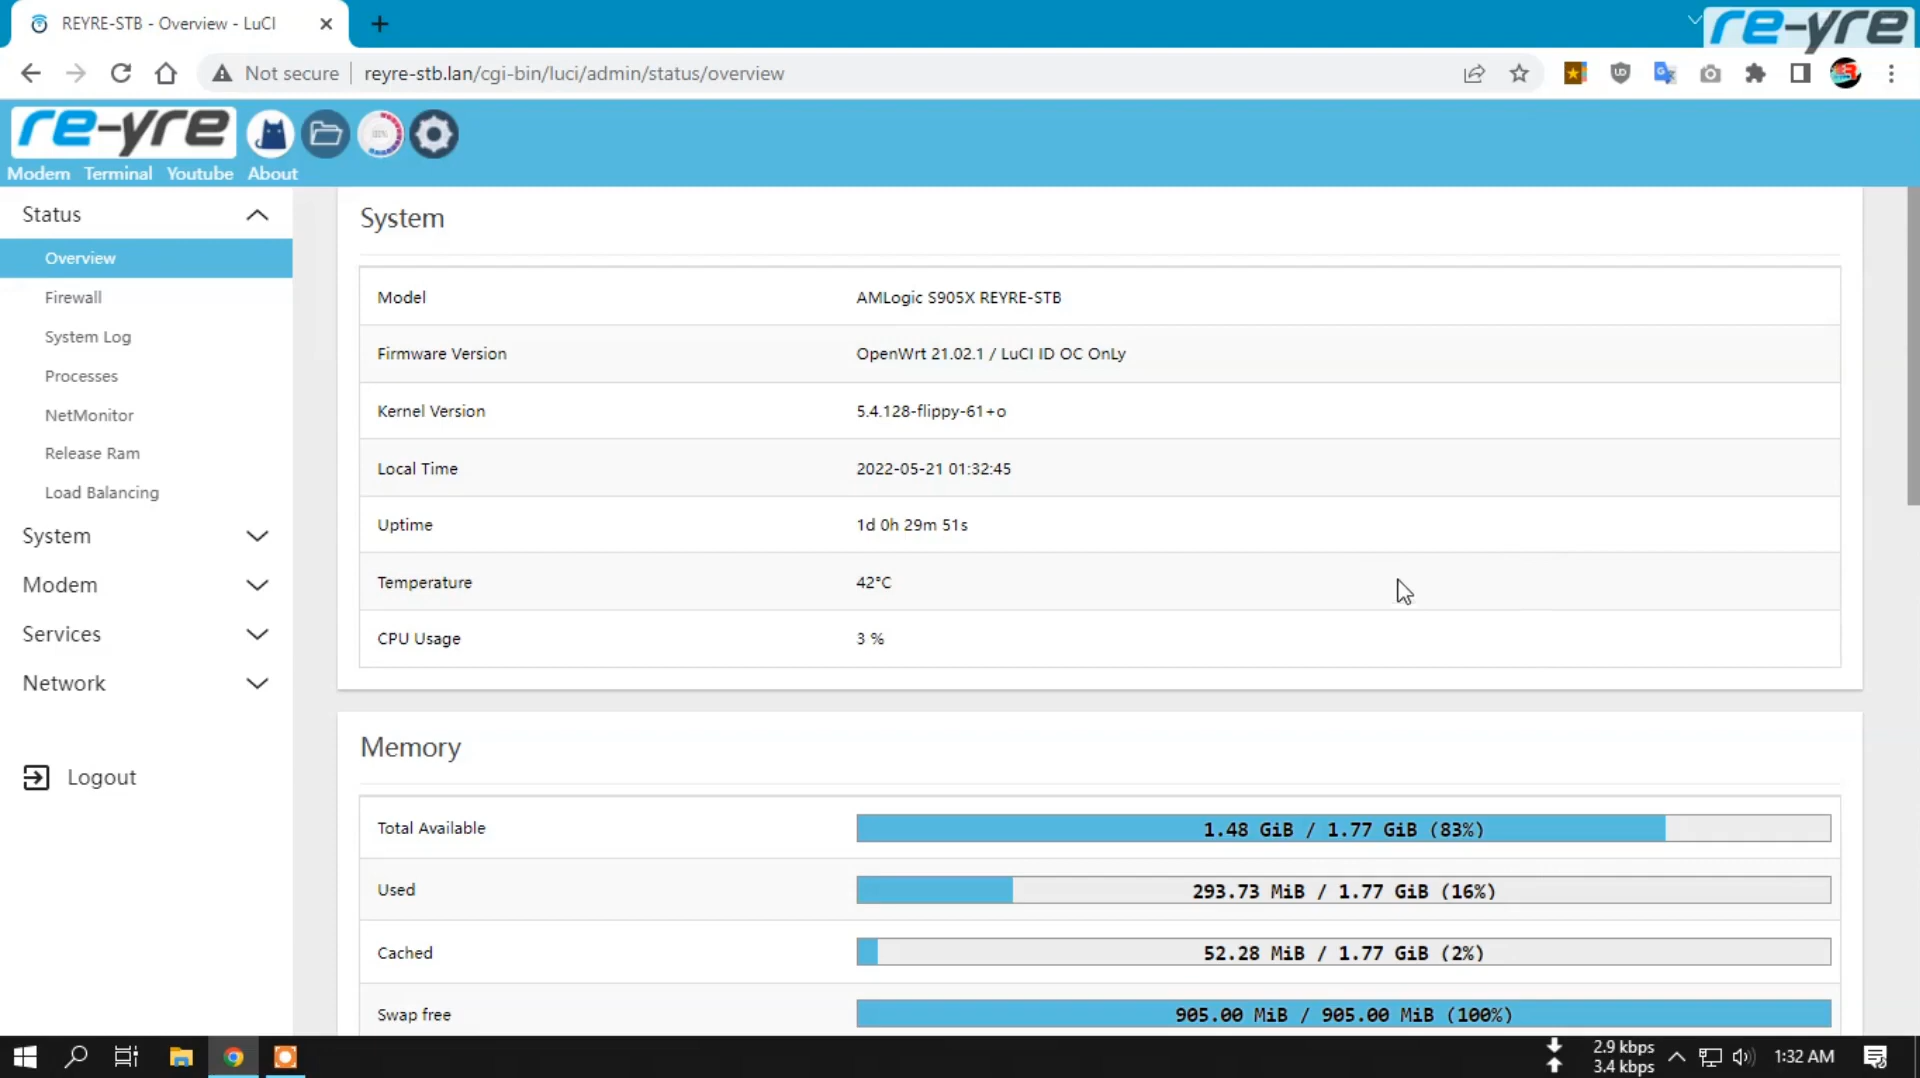 REYRE-STB - Overview - LuCI
re-yre
Not secure
reyre-stb.lan/cgi-bin/luci/admin/status/overview
re-yre
Modem Terminal Youtube About
Status
Overview
Firewall
System Log
Processes
NetMonitor
Release Ram
Load Balancing
System
Modem
Services
Network
Logout
System
Model AMLogic S905X REYRE-STB
Firmware Version OpenWrt 21.02.1 / LuCI ID OC OnLy
Kernel Version 5.4.128-flippy-61+o
Local Time 2022-05-21 01:32:45
Uptime 1d 0h 29m 51s
Temperature 42°C
CPU Usage 3 %
Memory
Total Available 1.48 GiB / 1.77 GiB (83%)
Used 293.73 MiB / 1.77 GiB (16%)
Cached 52.28 MiB / 1.77 GiB (2%)
Swap free 905.00 MiB / 905.00 MiB (100%)
2.9 kbps
3.4 kbps
1:32 AM